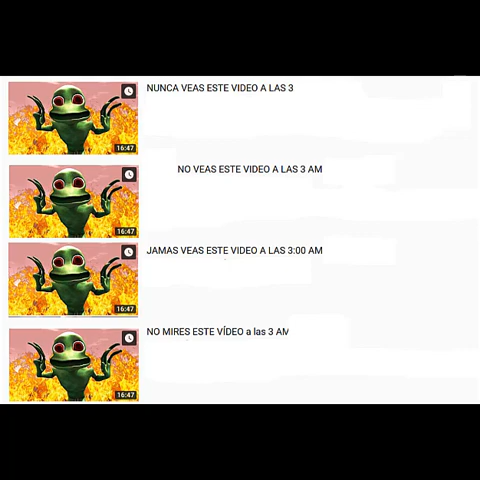 NUNCA VEAS ESTE VIDEO A LAS 3
16:47
NO VEAS ESTE VIDEO A LAS 3 AM
16:47
JAMAS VEAS ESTE VIDEO A LAS 3:00 AM
16:47
NO MIRES ESTE VÍDEO a las 3 AM
16:47